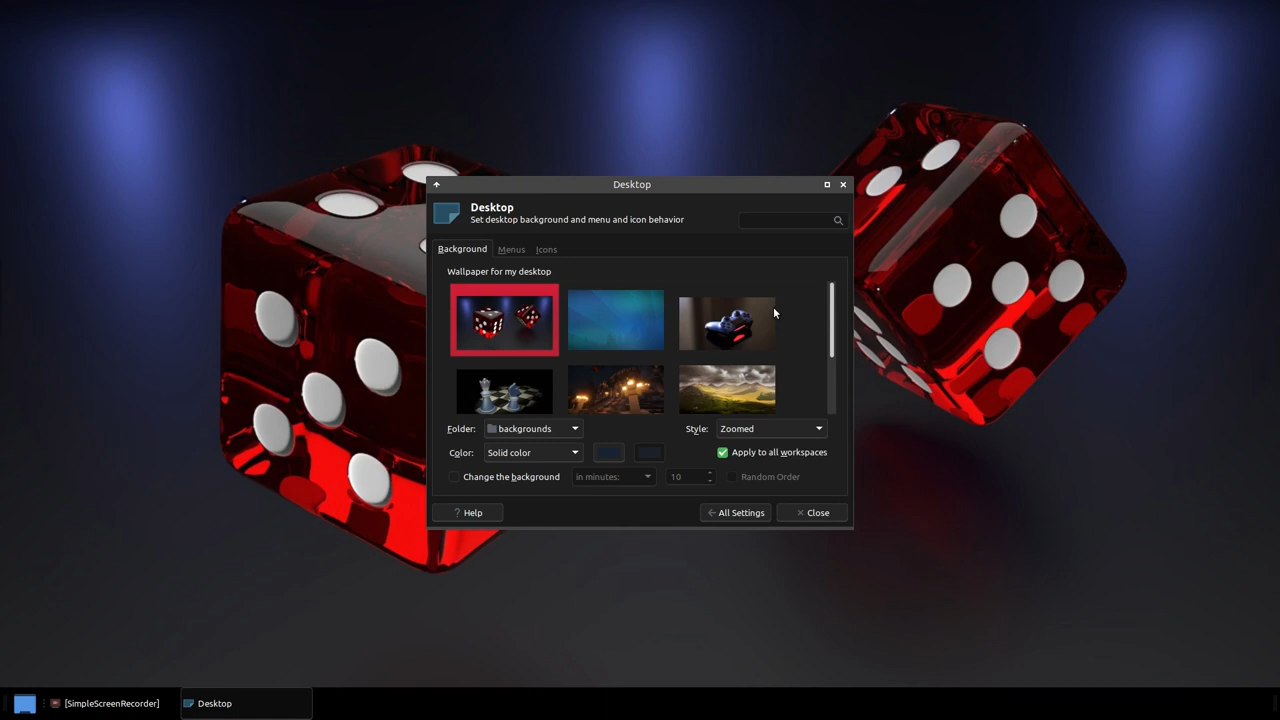 Desktop
Desktop
Set desktop background and menu and icon behavior
Background Menus Icons
Wallpaper for my desktop
Folder: backgrounds Style: Zoomed
Color: Solid color Apply to all workspaces
Change the background in minutes: 10 Random Order
Help All Settings Close
[SimpleScreenRecorder] Desktop